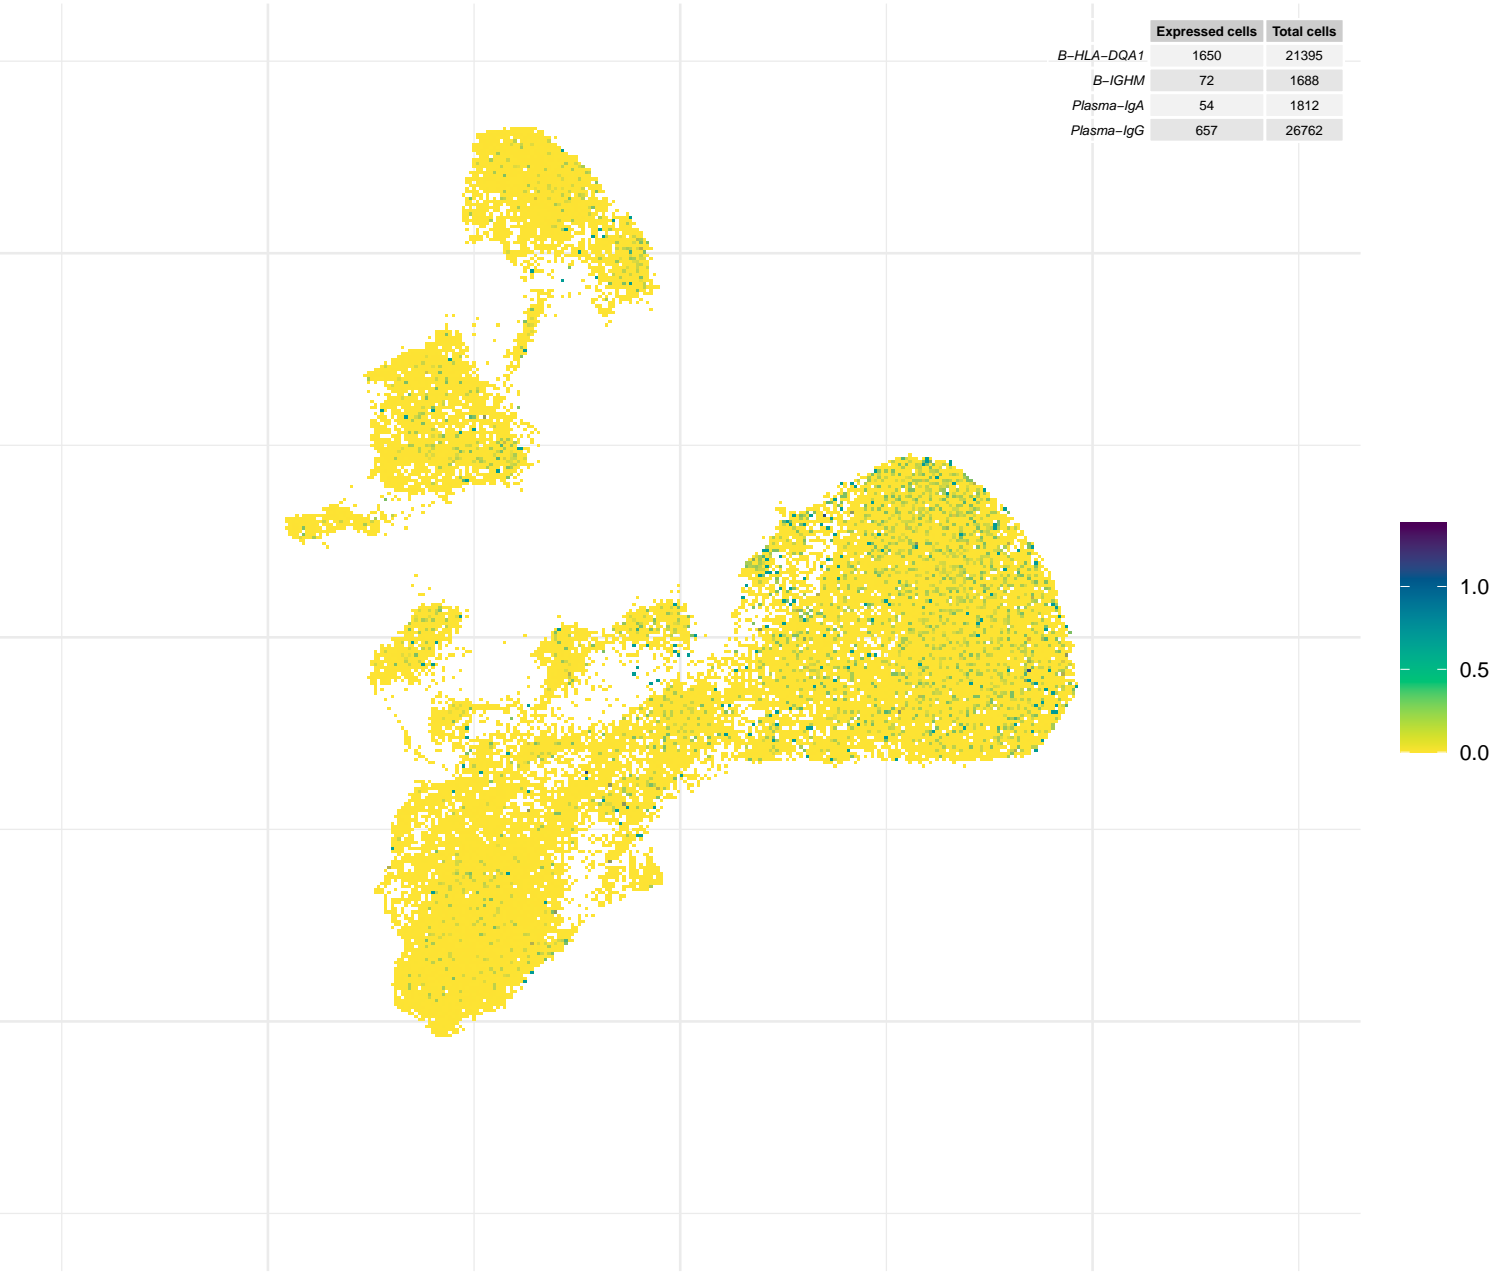 Expressed cells Total cells
B−HLA−DQA1 1650 21395
B−IGHM 72 1688
Plasma−IgA 54 1812
Plasma−IgG 657 26762
1.0
0.5
0.0